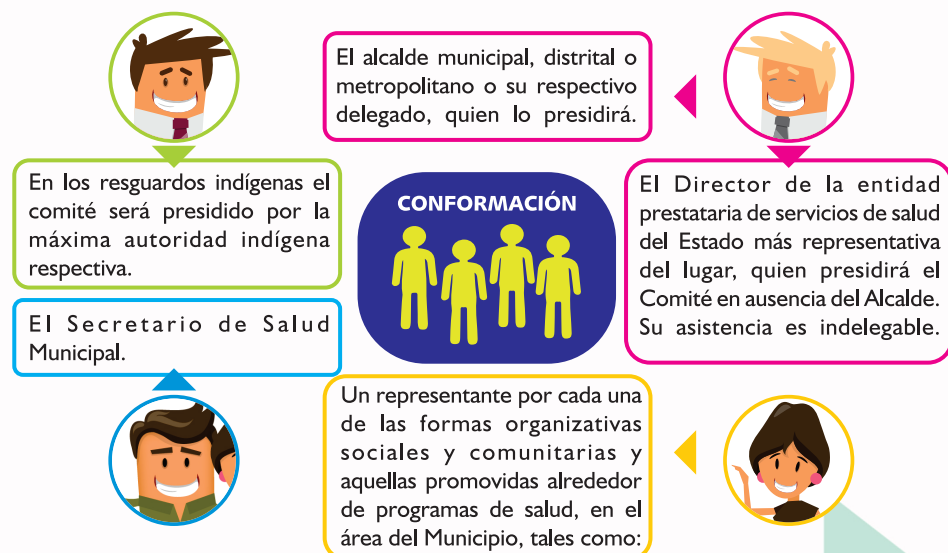 El alcalde municipal, distrital o
metropolitano o su respectivo
delegado, quien lo presidirá.
En los resguardos indígenas el
comité será presidido por la
máxima autoridad indígena
respectiva.
CONFORMACIÓN
El Director de la entidad
prestataria de servicios de salud
del Estado más representativa
del lugar, quien presidirá el
Comité en ausencia del Alcalde.
Su asistencia es indelegable.
El Secretario de Salud
Municipal.
Un representante por cada una
de las formas organizativas
sociales y comunitarias y
aquellas promovidas alrededor
de programas de salud, en el
área del Municipio, tales como: